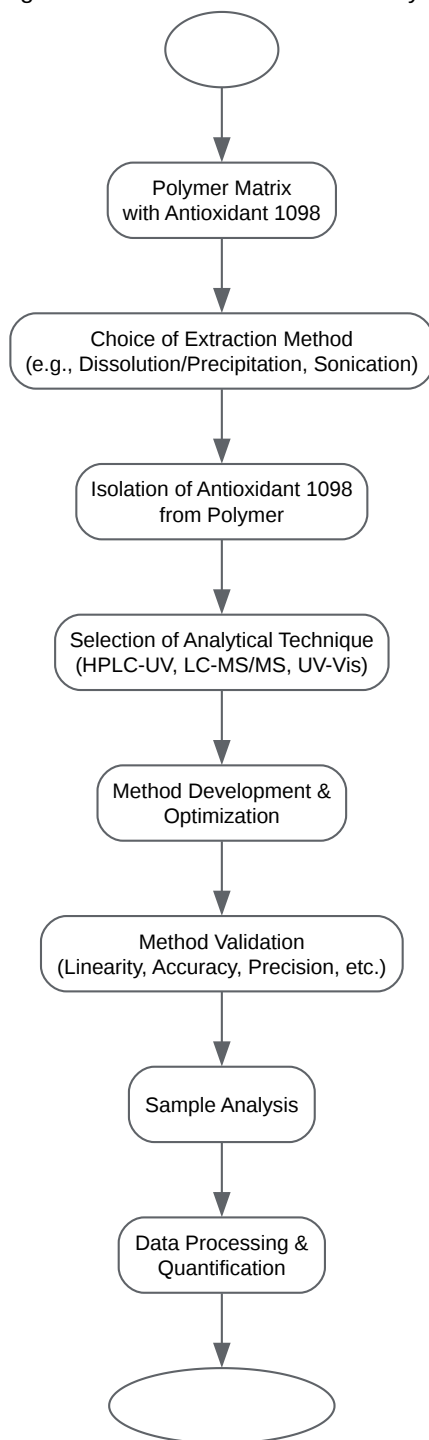 Polymer Matrix
with Antioxidant 1098
Choice of Extraction Method
(e.g., Dissolution/Precipitation, Sonication)
Isolation of Antioxidant 1098
from Polymer
Selection of Analytical Technique
(HPLC-UV, LC-MS/MS, UV-Vis)
Method Development &
Optimization
Method Validation
(Linearity, Accuracy, Precision, etc.)
Sample Analysis
Data Processing &
Quantification